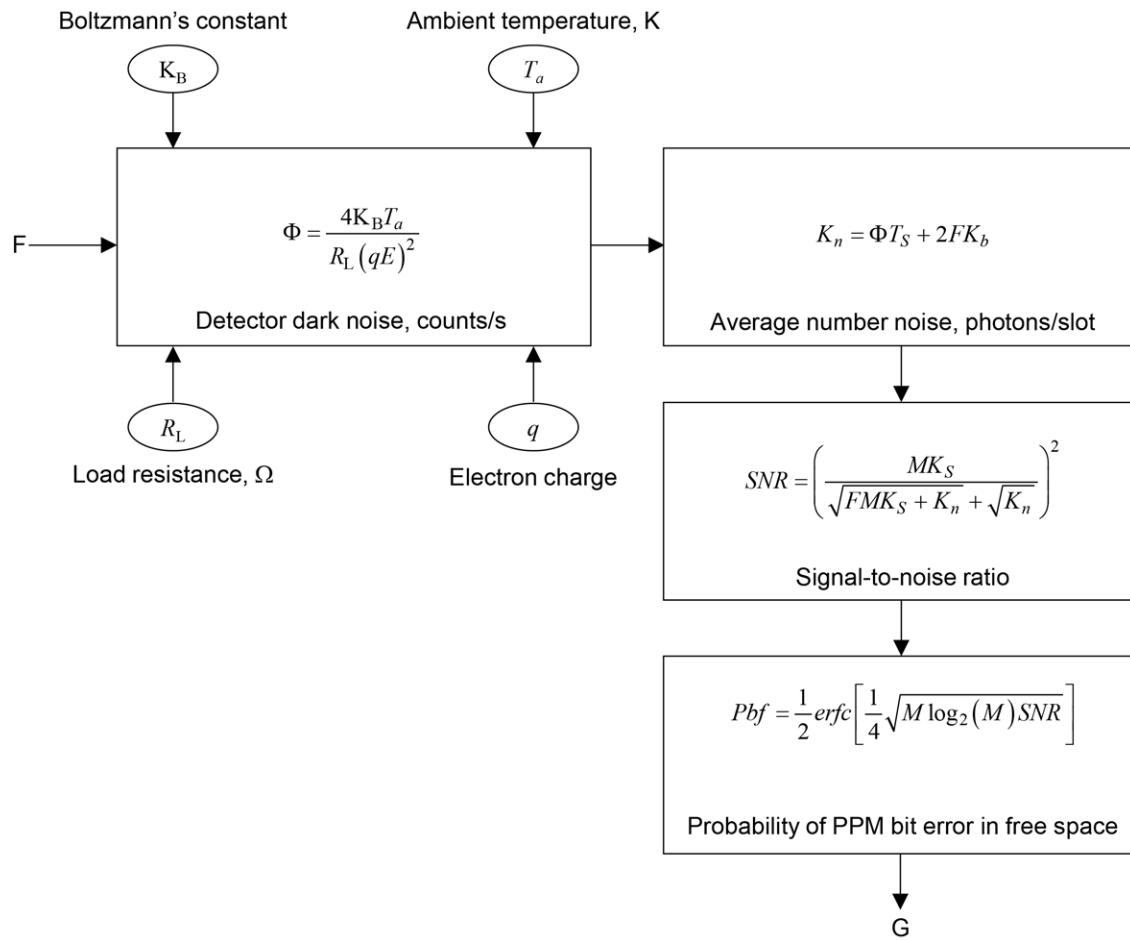 Boltzmann's constant
Ambient temperature, K
K_B
T_a
F
Φ = 4K_B T_a / R_L (qE)^2
Detector dark noise, counts/s
K_n = ΦT_S + 2FK_b
Average number noise, photons/slot
R_L
Load resistance, Ω
q
Electron charge
SNR = (MK_S / (√(FMK_S + K_n) + √K_n))^2
Signal-to-noise ratio
Pbf = 1/2 erfc[1/4 √(M log_2 (M) SNR)]
Probability of PPM bit error in free space
G